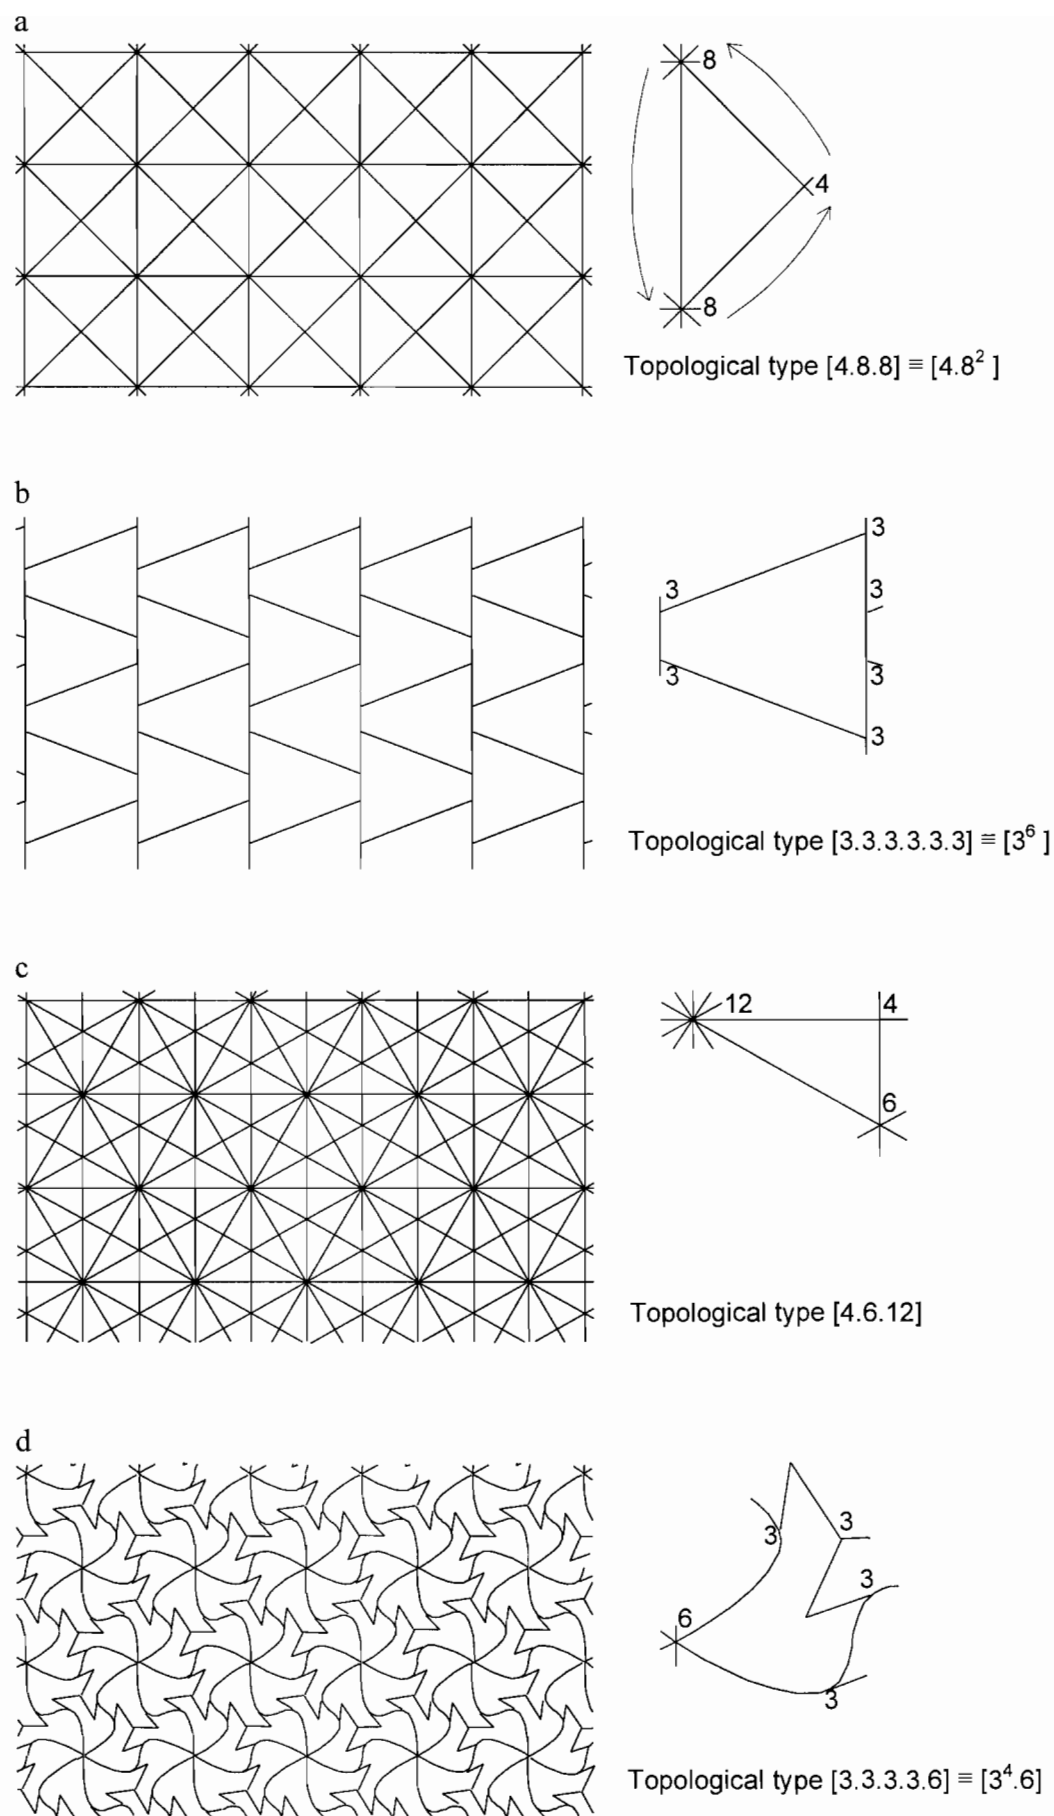 a
8
4
8
Topological type [4.8.8] ≡ [4.8² ]
b
3
3 3
3 3
3
Topological type [3.3.3.3.3.3] ≡ [3⁶ ]
c
12 4
6
Topological type [4.6.12]
d
3 3
3
6
3
Topological type [3.3.3.3.6] ≡ [3⁴.6]